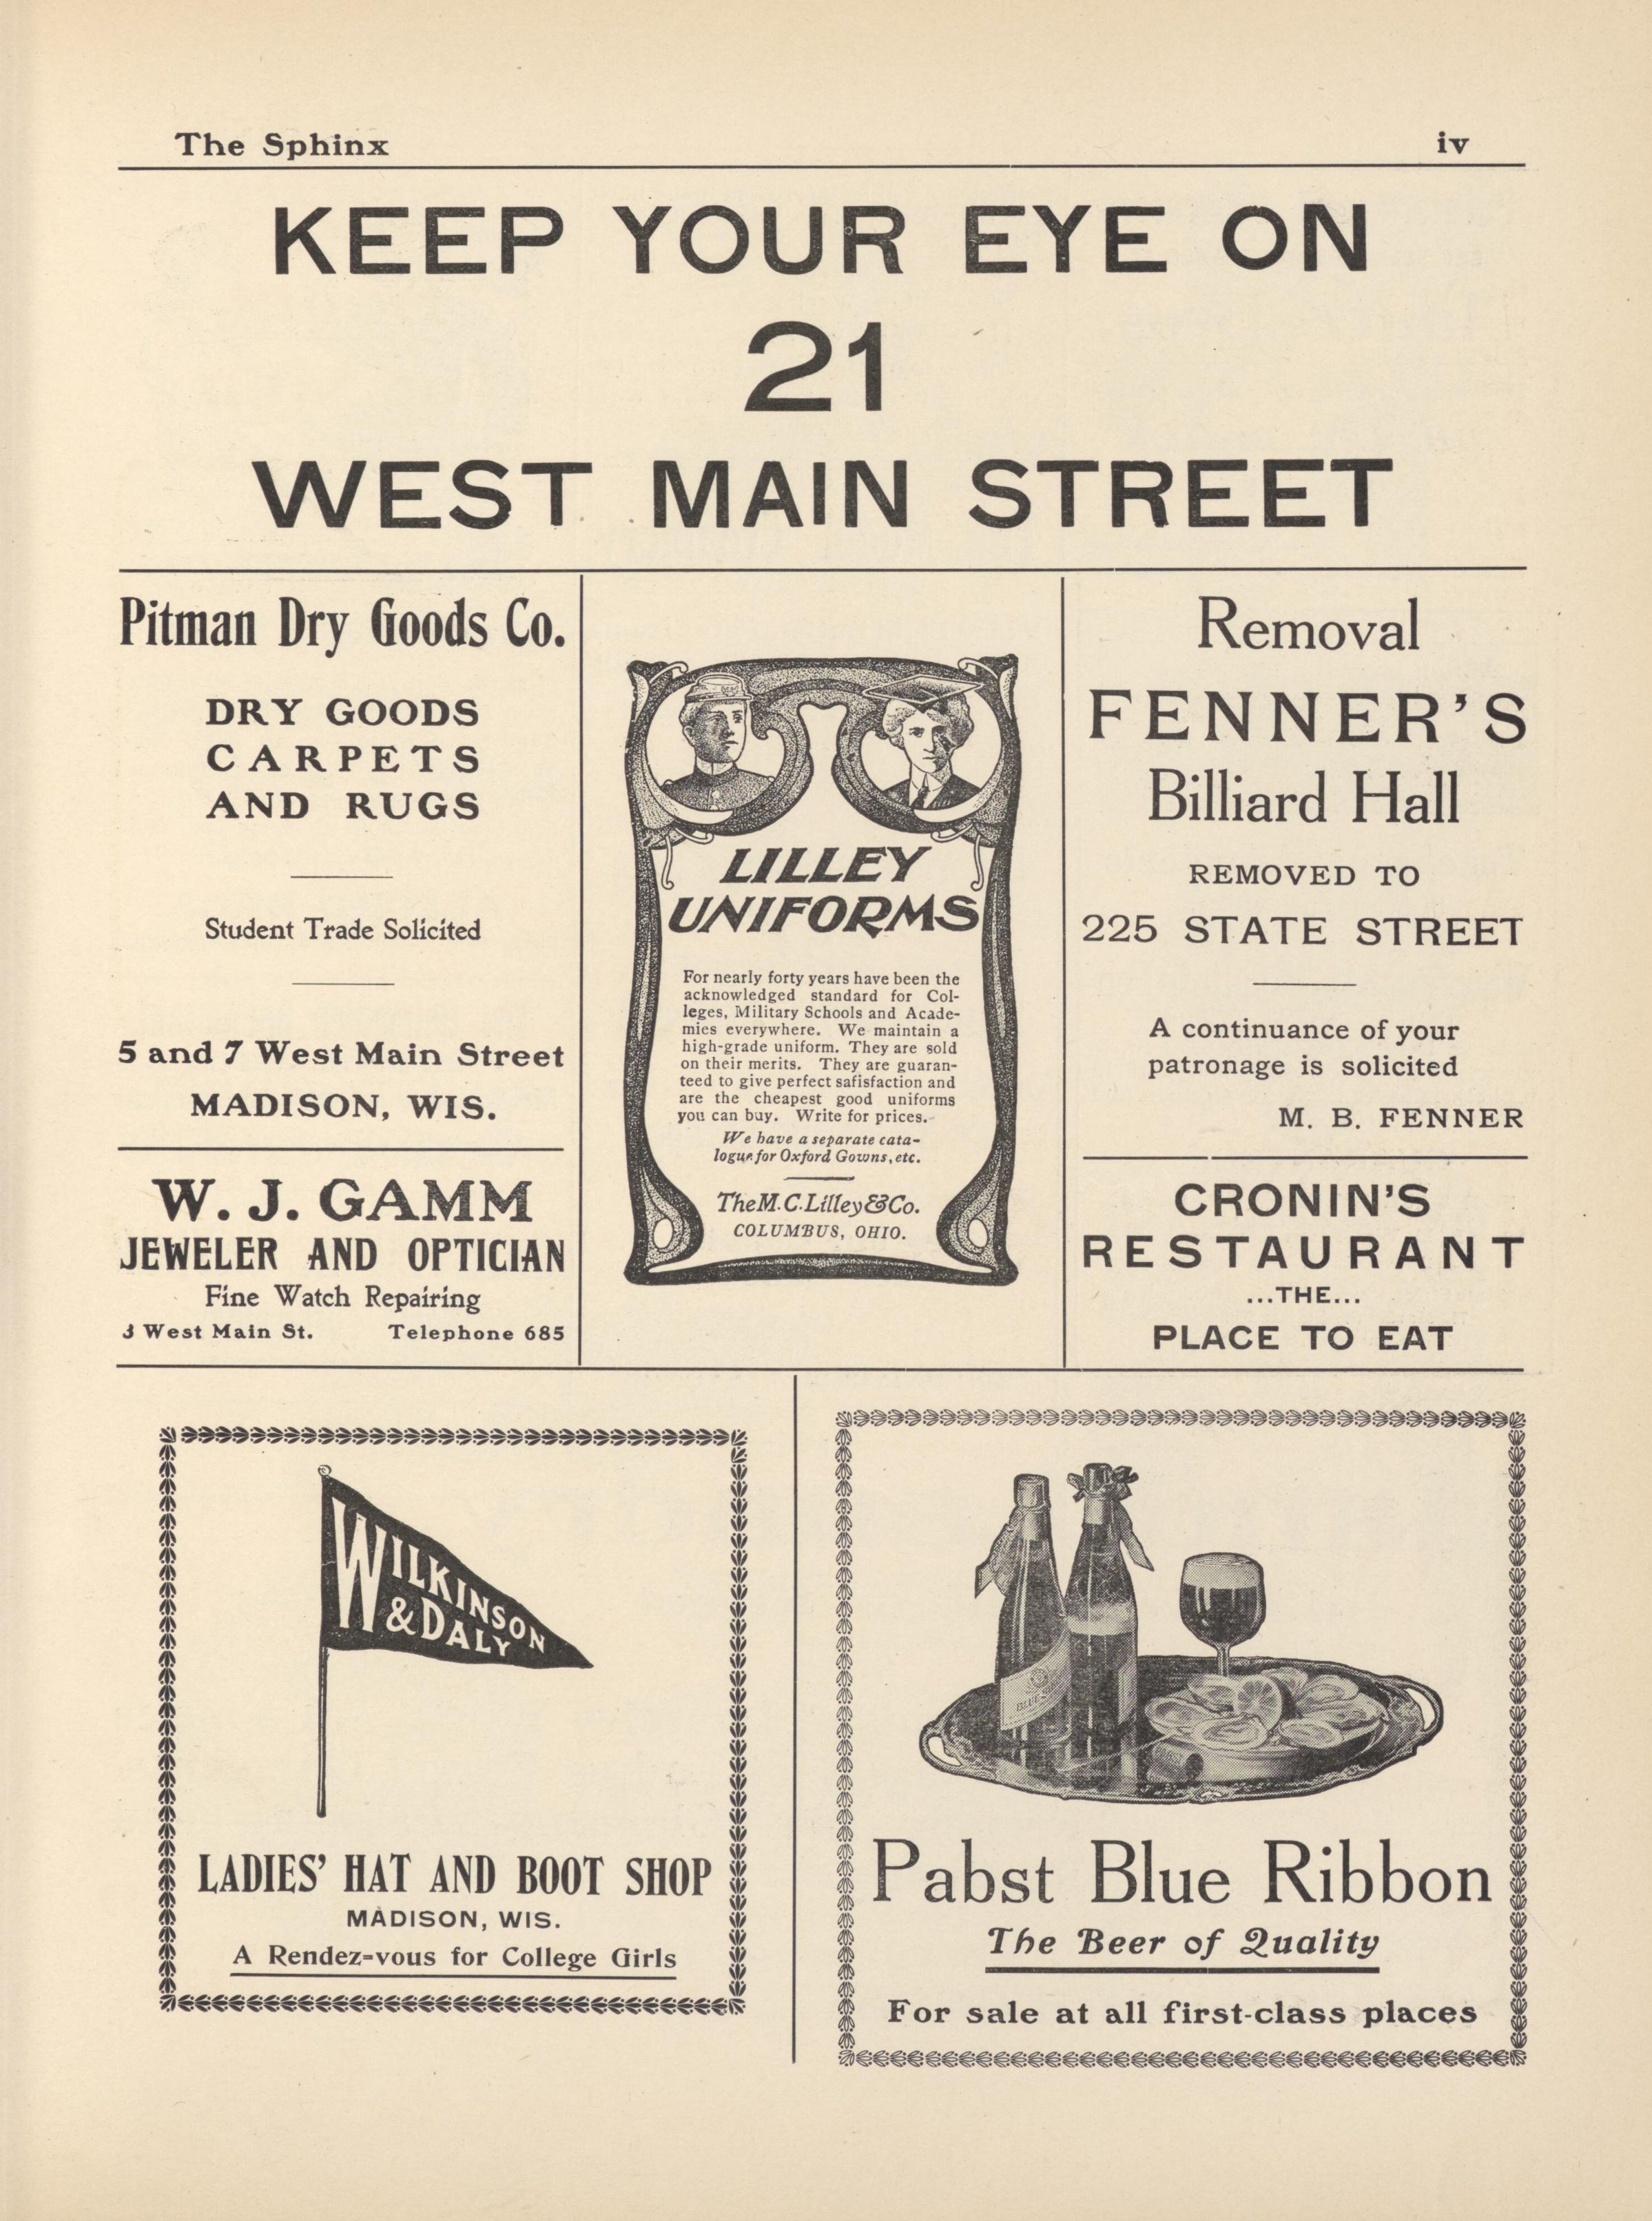 The Sphinx
iv
KEEP YOUR EYE ON
21
WEST MAIN STREET
Pitman Dry Goods Co.
DRY GOODS
CARPETS
AND RUGS
Student Trade Solicited
5 and 7 West Main Street
MADISON, WIS.
W. J. GAMM
JEWELER AND OPTICIAN
Fine Watch Repairing
3 West Main St. Telephone 685
LILLEY
UNIFORMS
For nearly forty years have been the
acknowledged standard for Col-
leges, Military Schools and Acade-
mies everywhere. We maintain a
high-grade uniform. They are sold
on their merits. They are guaran-
teed to give perfect safisfaction and
are the cheapest good uniforms
you can buy. Write for prices.
We have a separate cata-
logue for Oxford Gowns, etc.
The M. C. Lilley & Co.
COLUMBUS, OHIO.
Removal
FENNER'S
Billiard Hall
REMOVED TO
225 STATE STREET
A continuance of your
patronage is solicited
M. B. FENNER
CRONIN'S
RESTAURANT
...THE...
PLACE TO EAT
WILKINSON
& DALY
LADIES' HAT AND BOOT SHOP
MADISON, WIS.
A Rendez-vous for College Girls
BLUE
Pabst Blue Ribbon
The Beer of Quality
For sale at all first-class places